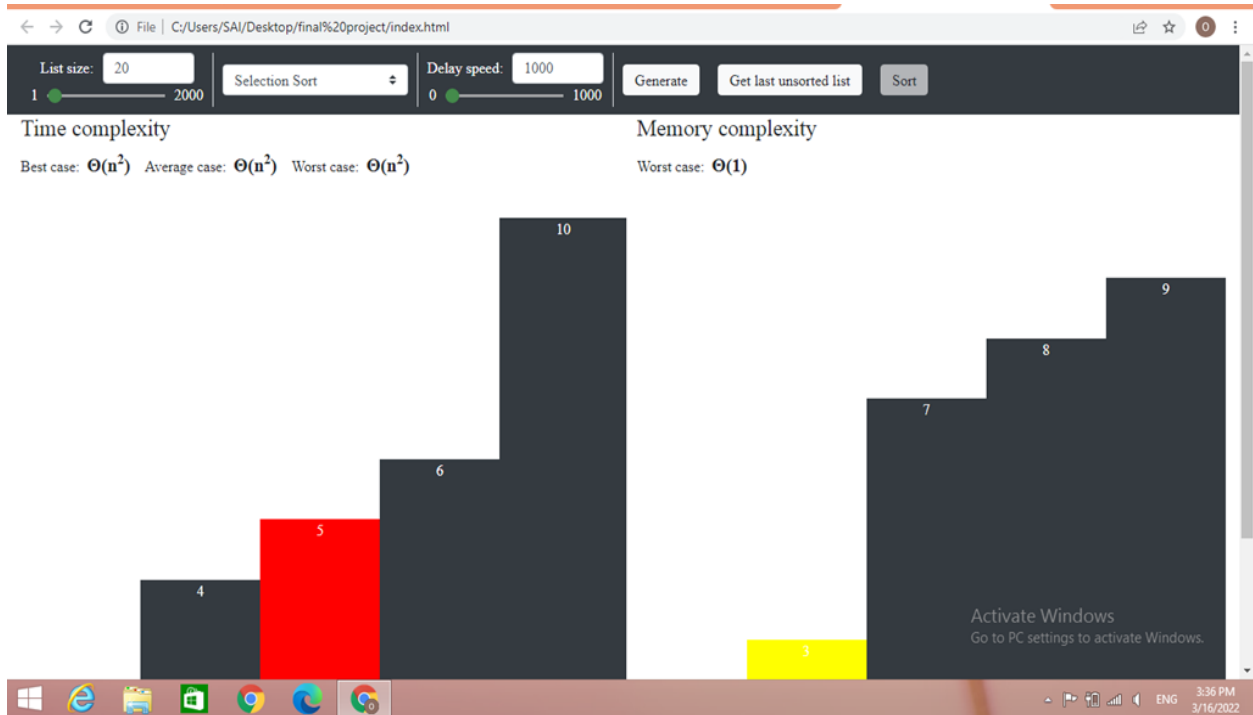 File | C:/Users/SAI/Desktop/final%20project/index.html
O
List size: 20
1 2000
Selection Sort
Delay speed: 1000
0 1000
Generate
Get last unsorted list
Sort
Time complexity
Memory complexity
Best case: Θ(n²) Average case: Θ(n²) Worst case: Θ(n²)
Worst case: Θ(1)
10
9
8
7
6
5
4
3
Activate Windows
Go to PC settings to activate Windows.
ENG
3:36 PM
3/16/2022